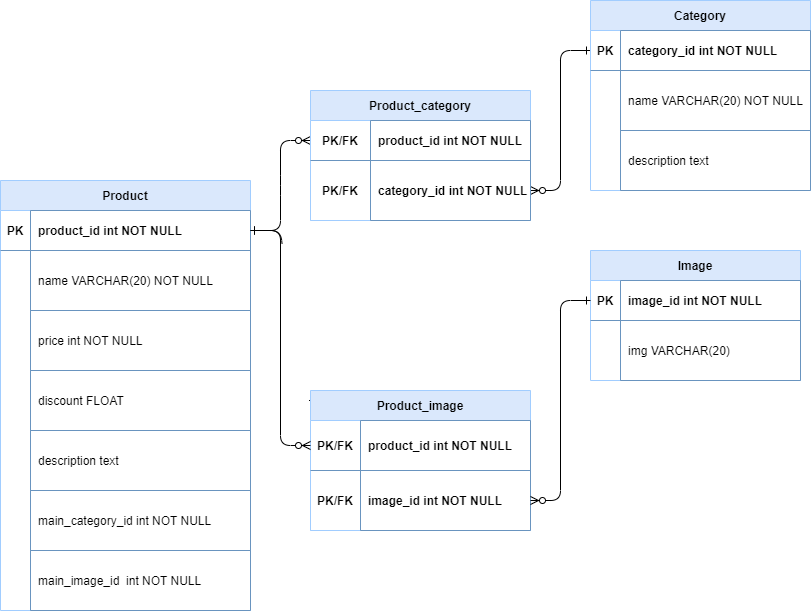 Category
PK category_id int NOT NULL
name VARCHAR(20) NOT NULL
description text
Product_category
PK/FK product_id int NOT NULL
PK/FK category_id int NOT NULL
Product
PK product_id int NOT NULL
name VARCHAR(20) NOT NULL
price int NOT NULL
discount FLOAT
description text
main_category_id int NOT NULL
main_image_id int NOT NULL
Image
PK image_id int NOT NULL
img VARCHAR(20)
Product_image
PK/FK product_id int NOT NULL
PK/FK image_id int NOT NULL